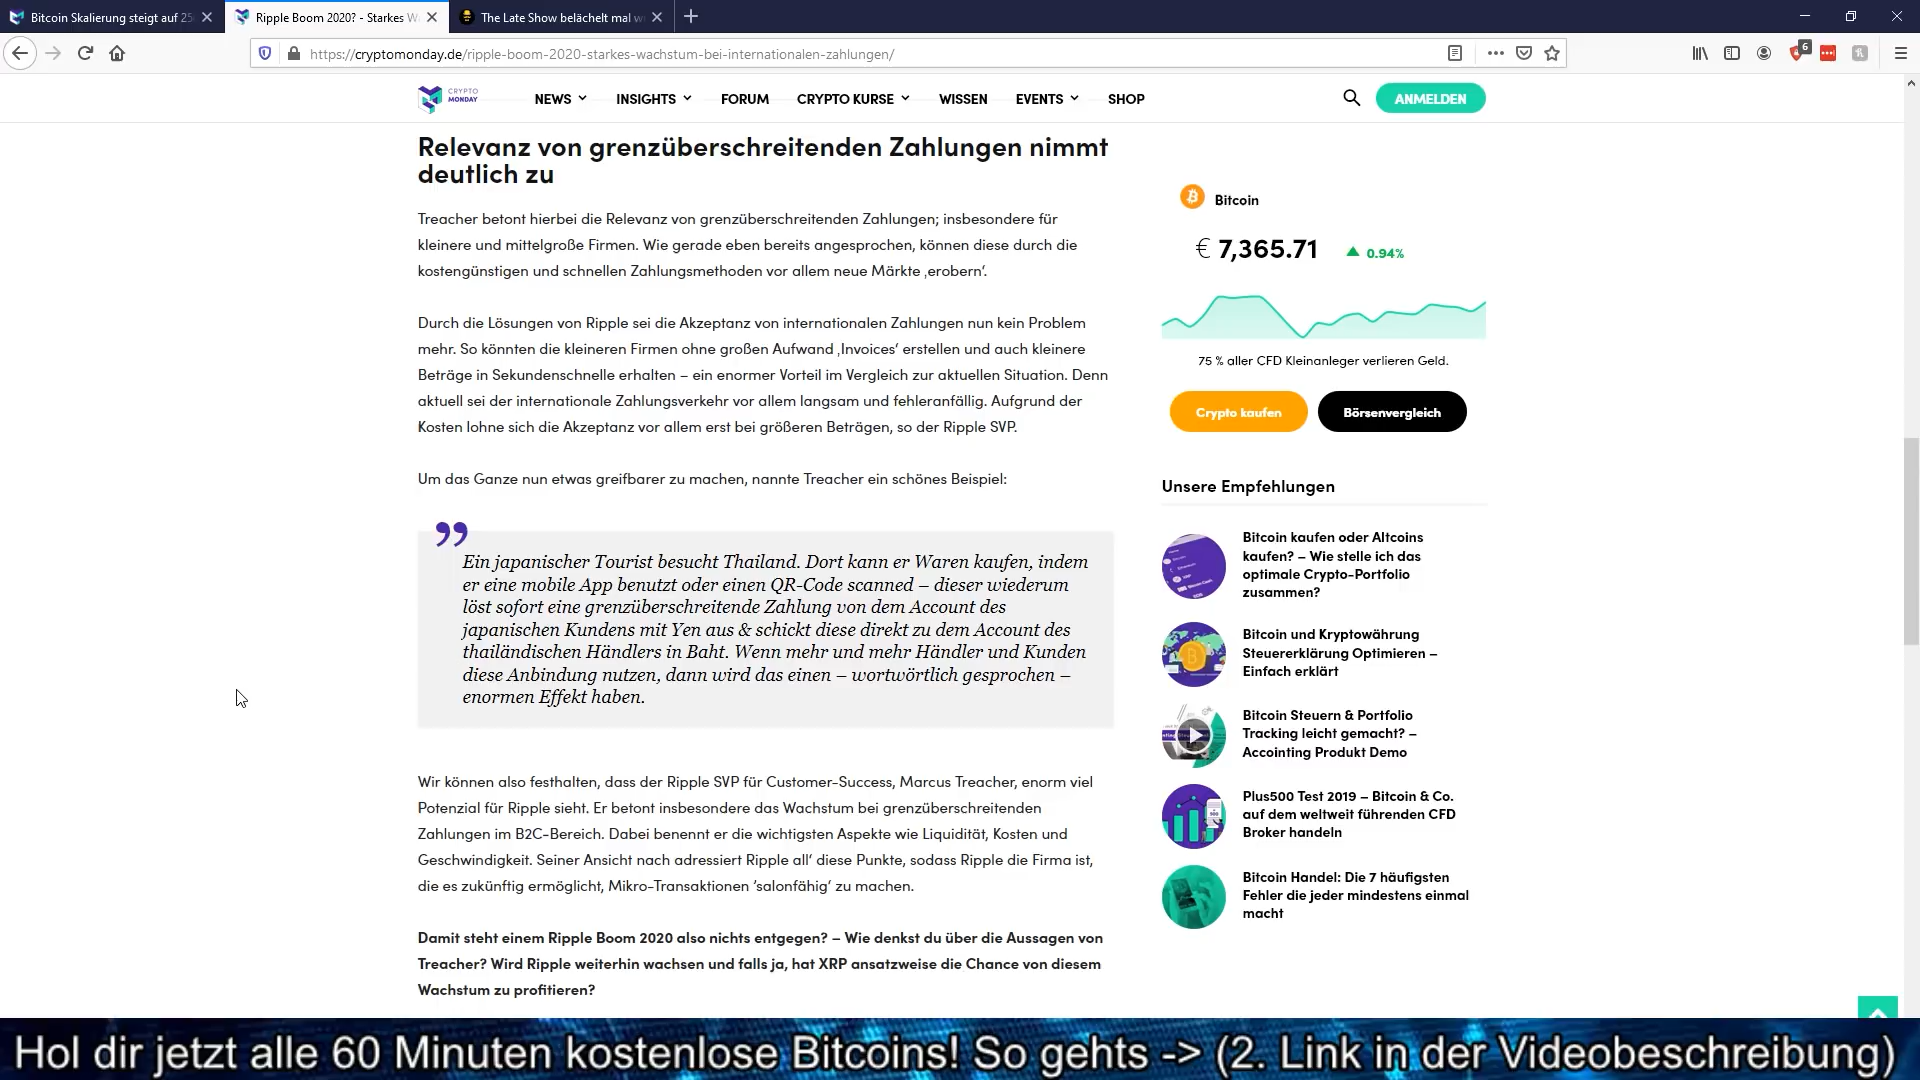 Bitcoin Skalierung steigt auf 25
Ripple Boom 2020? - Starkes W
The Late Show belächelt mal w
https://cryptomonday.de/ripple-boom-2020-starkes-wachstum-bei-internationalen-zahlungen/
6
CRYPTO
MONDAY
NEWS
INSIGHTS
FORUM
CRYPTO KURSE
WISSEN
EVENTS
SHOP
ANMELDEN
Relevanz von grenzüberschreitenden Zahlungen nimmt
deutlich zu
Treacher betont hierbei die Relevanz von grenzüberschreitenden Zahlungen; insbesondere für
kleinere und mittelgroße Firmen. Wie gerade eben bereits angesprochen, können diese durch die
kostengünstigen und schnellen Zahlungsmethoden vor allem neue Märkte ‚erobern‘.
Durch die Lösungen von Ripple sei die Akzeptanz von internationalen Zahlungen nun kein Problem
mehr. So könnten die kleineren Firmen ohne großen Aufwand ‚Invoices‘ erstellen und auch kleinere
Beträge in Sekundenschnelle erhalten – ein enormer Vorteil im Vergleich zur aktuellen Situation. Denn
aktuell sei der internationale Zahlungsverkehr vor allem langsam und fehleranfällig. Aufgrund der
Kosten lohne sich die Akzeptanz vor allem erst bei größeren Beträgen, so der Ripple SVP.
Um das Ganze nun etwas greifbarer zu machen, nannte Treacher ein schönes Beispiel:
”
Ein japanischer Tourist besucht Thailand. Dort kann er Waren kaufen, indem
er eine mobile App benutzt oder einen QR-Code scanned – dieser wiederum
löst sofort eine grenzüberschreitende Zahlung von dem Account des
japanischen Kundens mit Yen aus & schickt diese direkt zu dem Account des
thailändischen Händlers in Baht. Wenn mehr und mehr Händler und Kunden
diese Anbindung nutzen, dann wird das einen – wortwörtlich gesprochen –
enormen Effekt haben.
Wir können also festhalten, dass der Ripple SVP für Customer-Success, Marcus Treacher, enorm viel
Potenzial für Ripple sieht. Er betont insbesondere das Wachstum bei grenzüberschreitenden
Zahlungen im B2C-Bereich. Dabei benennt er die wichtigsten Aspekte wie Liquidität, Kosten und
Geschwindigkeit. Seiner Ansicht nach adressiert Ripple all‘ diese Punkte, sodass Ripple die Firma ist,
die es zukünftig ermöglicht, Mikro-Transaktionen ’salonfähig‘ zu machen.
Damit steht einem Ripple Boom 2020 also nichts entgegen? – Wie denkst du über die Aussagen von
Treacher? Wird Ripple weiterhin wachsen und falls ja, hat XRP ansatzweise die Chance von diesem
Wachstum zu profitieren?
Bitcoin
€ 7,365.71
0.94%
75 % aller CFD Kleinanleger verlieren Geld.
Crypto kaufen
Börsenvergleich
Unsere Empfehlungen
Bitcoin kaufen oder Altcoins
kaufen? – Wie stelle ich das
optimale Crypto-Portfolio
zusammen?
Bitcoin und Kryptowährung
Steuererklärung Optimieren –
Einfach erklärt
Bitcoin Steuern & Portfolio
Tracking leicht gemacht? –
Accointing Produkt Demo
Plus500 Test 2019 – Bitcoin & Co.
auf dem weltweit führenden CFD
Broker handeln
Bitcoin Handel: Die 7 häufigsten
Fehler die jeder mindestens einmal
macht
Hol dir jetzt alle 60 Minuten kostenlose Bitcoins! So gehts -> (2. Link in der Videobeschreibung)